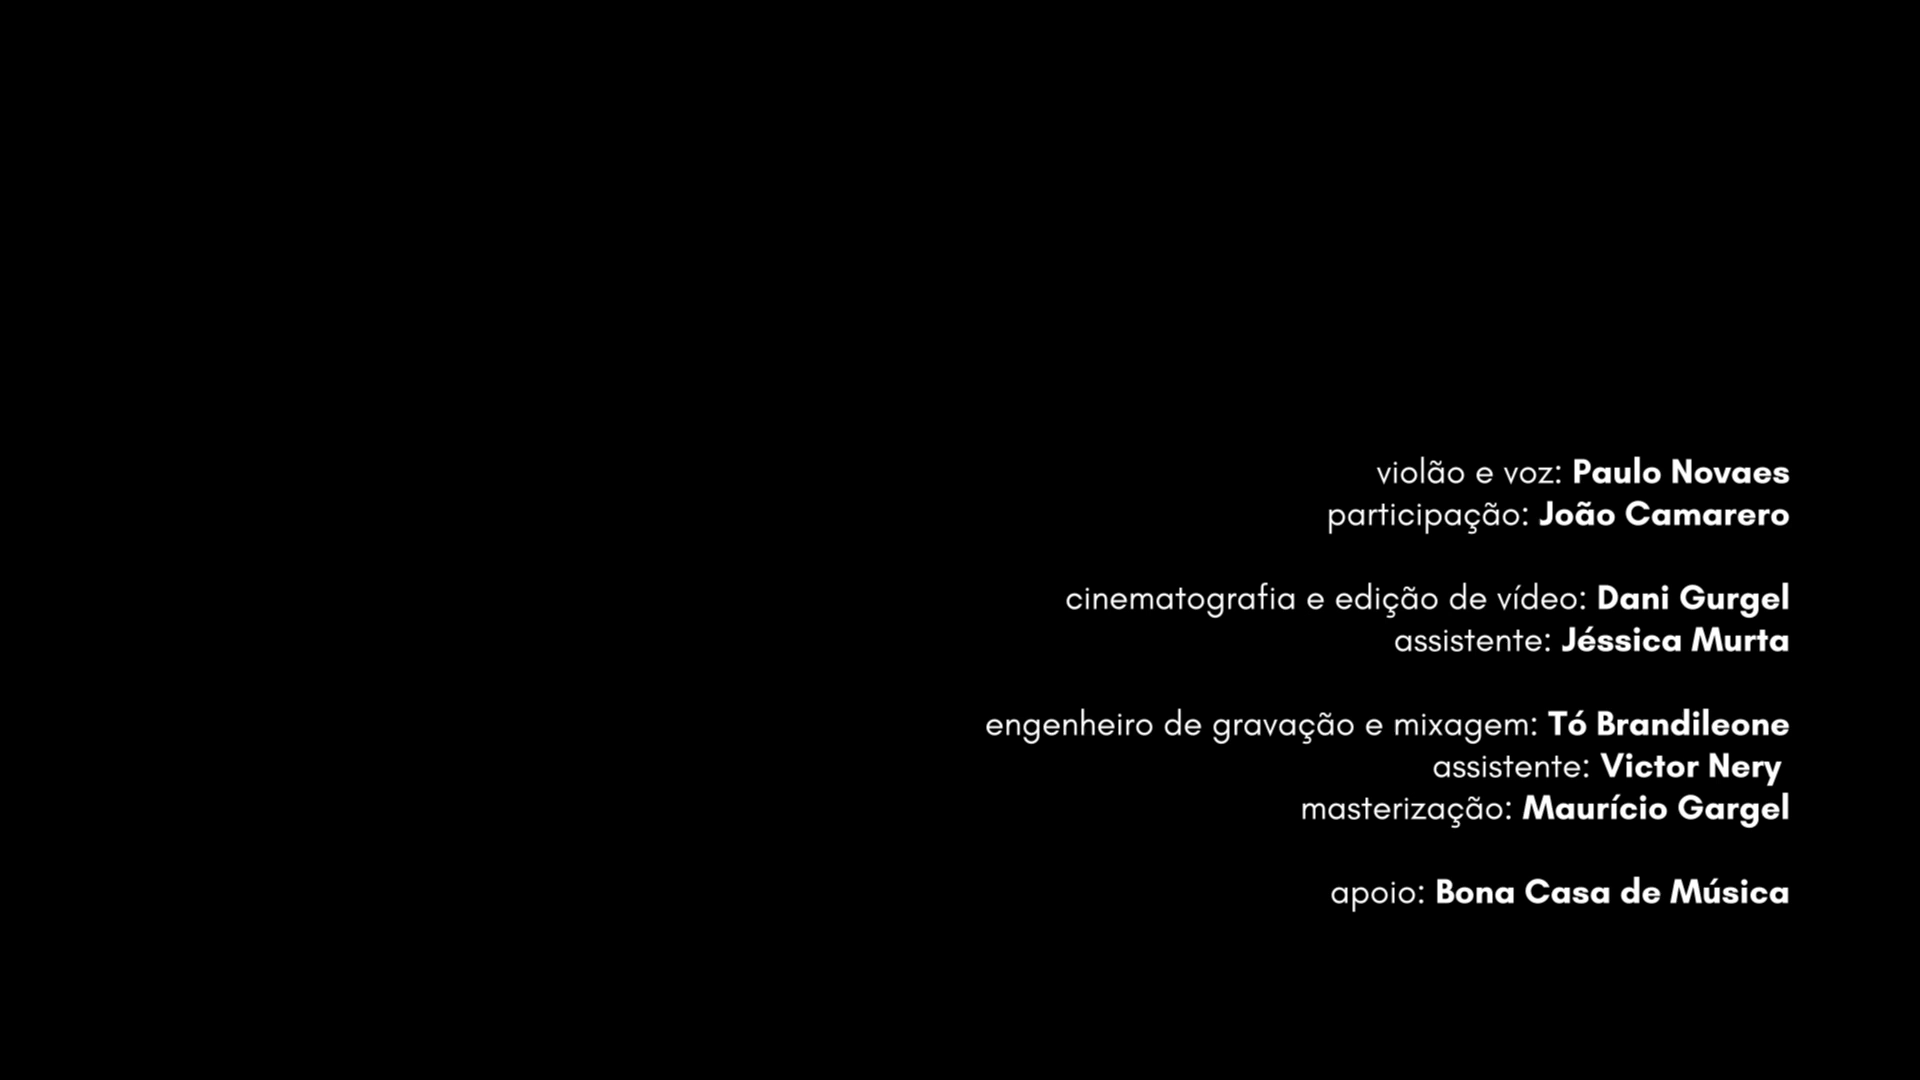 violão e voz: Paulo Novaes
participação: João Camarero
cinematografia e edição de vídeo: Dani Gurgel
assistente: Jéssica Murta
engenheiro de gravação e mixagem: Tó Brandileone
assistente: Victor Nery
masterização: Maurício Gargel
apoio: Bona Casa de Música